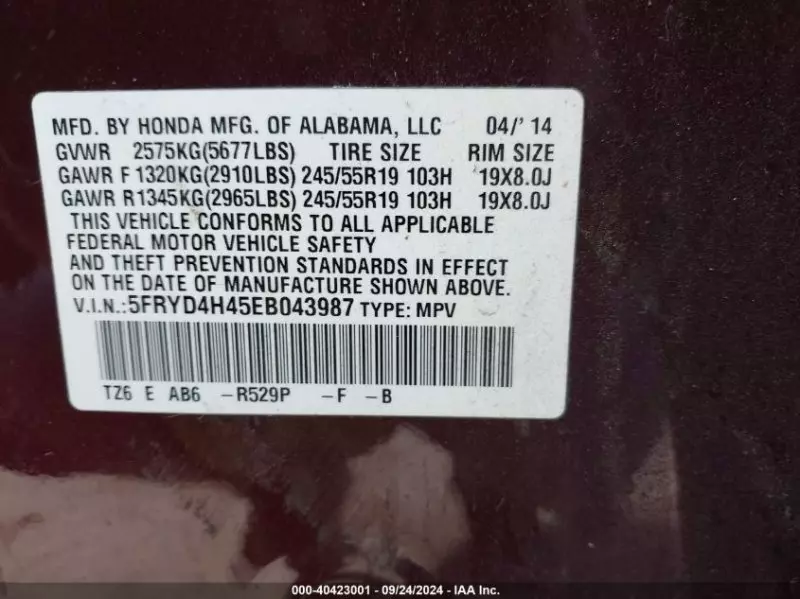 MFD. BY HONDA MFG. OF ALABAMA, LLC 04/' 14
GVWR 2575KG(5677LBS) TIRE SIZE RIM SIZE
GAWR F 1320KG(2910LBS) 245/55R19 103H 19X8.0J
GAWR R1345KG(2965LBS) 245/55R19 103H 19X8.0J
THIS VEHICLE CONFORMS TO ALL APPLICABLE
FEDERAL MOTOR VEHICLE SAFETY
AND THEFT PREVENTION STANDARDS IN EFFECT
ON THE DATE OF MANUFACTURE SHOWN ABOVE.
V.I.N.:5FRYD4H45EB043987 TYPE: MPV
TZ6 E AB6 -R529P -F -B
000-40423001 - 09/24/2024 - IAA Inc.